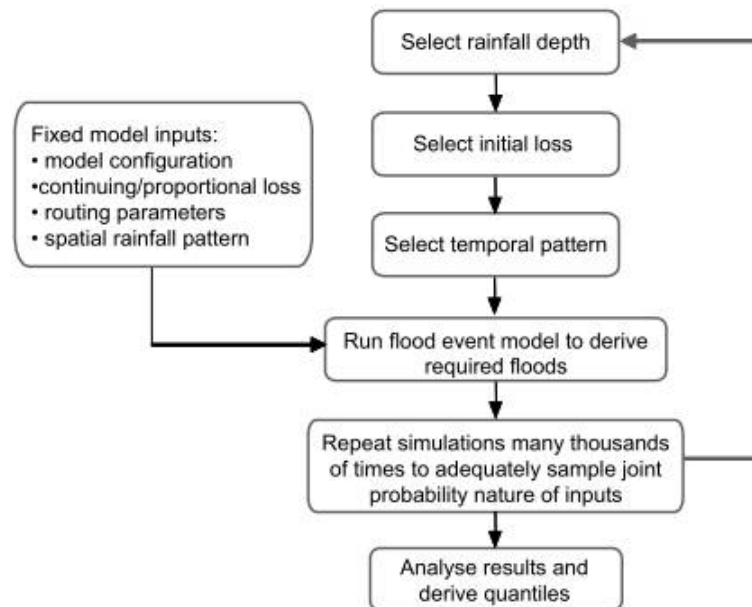 Select rainfall depth
Select initial loss
Select temporal pattern
Fixed model inputs:
• model configuration
•continuing/proportional loss
• routing parameters
• spatial rainfall pattern
Run flood event model to derive
required floods
Repeat simulations many thousands
of times to adequately sample joint
probability nature of inputs
Analyse results and
derive quantiles